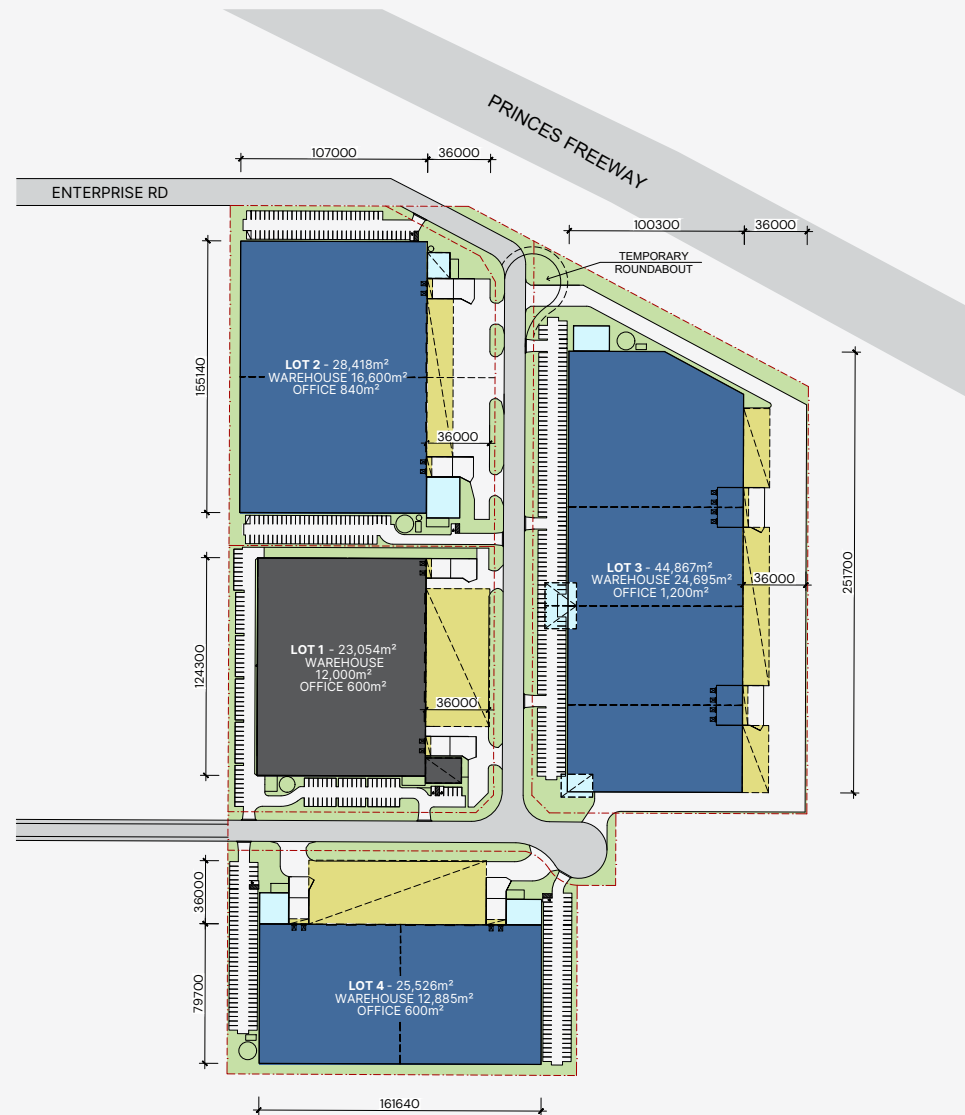 PRINCES FREEWAY
107000
36000
ENTERPRISE RD
100300
36000
TEMPORARY
ROUNDABOUT
155140
LOT 2 - 28,418m²
WAREHOUSE 16,600m²
OFFICE 840m²
36000
LOT 3 - 44,867m²
WAREHOUSE 24,695m²
OFFICE 1,200m²
36000
251700
124300
LOT 1 - 23,054m²
WAREHOUSE
12,000m²
OFFICE 600m²
36000
36000
79700
LOT 4 - 25,526m²
WAREHOUSE 12,885m²
OFFICE 600m²
161640